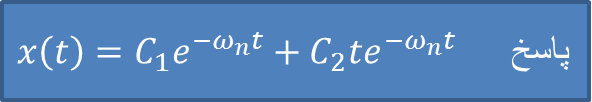 پاسخ x(t) = C₁e^{-ωₙt} + C₂te^{-ωₙt}